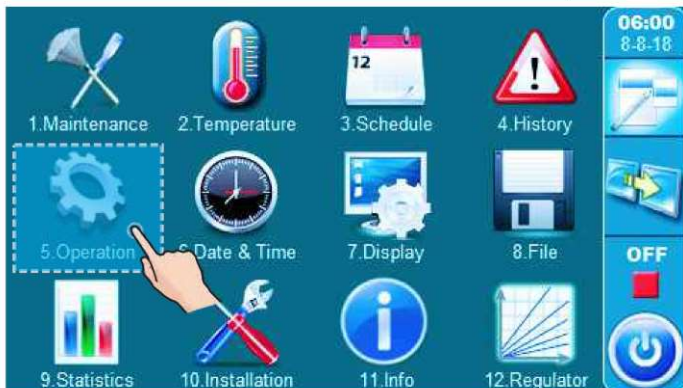 06:00
8-8-18
12
1.Maintenance
2.Temperature
3.Schedule
4.History
5.Operation
6.Date & Time
7.Display
8.File
OFF
9.Statistics
10.Installation
11.Info
12.Regulator